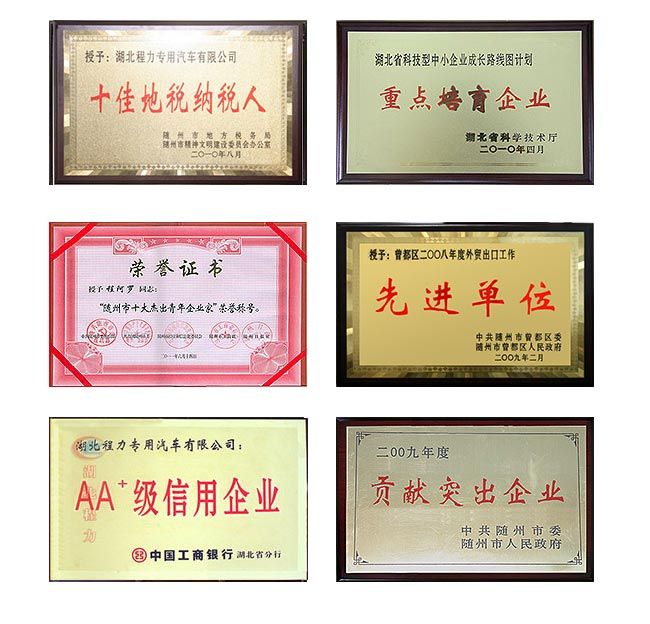 授予：湖北程力专用汽车有限公司
十佳地税纳税人
随州市地方税务局
随州市精神文明建设委员会办公室
二〇一〇年八月
湖北省科技型中小企业成长路线图计划
重点培育企业
湖北省科学技术厅
二〇一〇年四月
荣誉证书
授予程阿罗同志：
“随州市十大杰出青年企业家”荣誉称号。
授予：曾都区二〇〇八年度外贸出口工作
先进单位
中共随州市曾都区委
随州市曾都区人民政府
二〇〇九年二月
湖北程力专用汽车有限公司：
AA+级信用企业
中国工商银行 湖北省分行
湖北程力
二〇〇九年度
贡献突出企业
中共随州市委
随州市人民政府